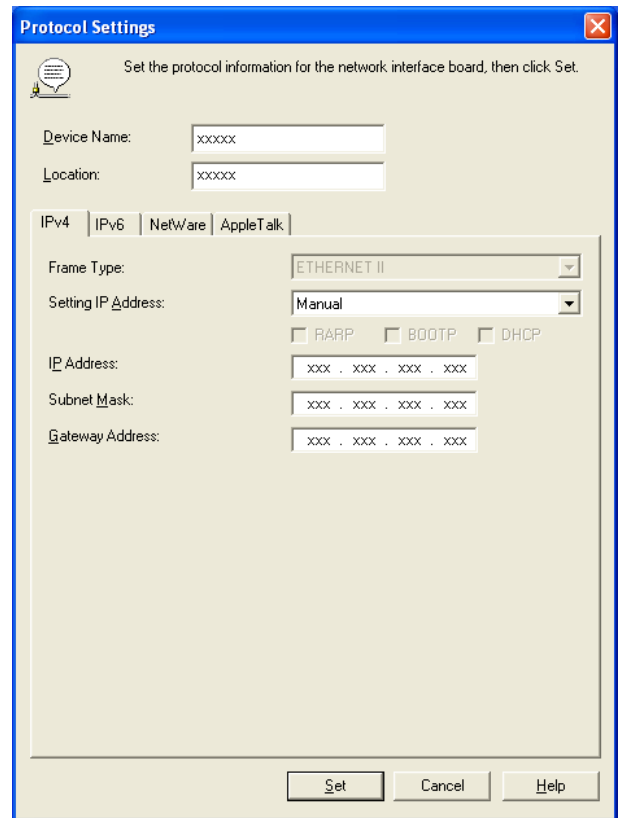 Protocol Settings
Set the protocol information for the network interface board, then click Set.
Device Name: xxxxx
Location: xxxxx
IPv4 IPv6 NetWare AppleTalk
Frame Type: ETHERNET II
Setting IP Address: Manual
RARP BOOTP DHCP
IP Address: xxx . xxx . xxx . xxx
Subnet Mask: xxx . xxx . xxx . xxx
Gateway Address: xxx . xxx . xxx . xxx
Set Cancel Help